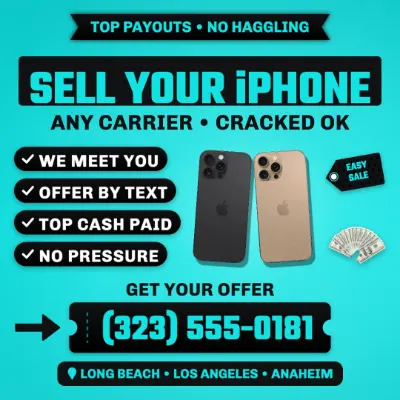 TOP PAYOUTS • NO HAGGLING
SELL YOUR iPHONE
ANY CARRIER • CRACKED OK
✓ WE MEET YOU
✓ OFFER BY TEXT
✓ TOP CASH PAID
✓ NO PRESSURE
EASY
SALE
GET YOUR OFFER
(323) 555-0181
LONG BEACH • LOS ANGELES • ANAHEIM